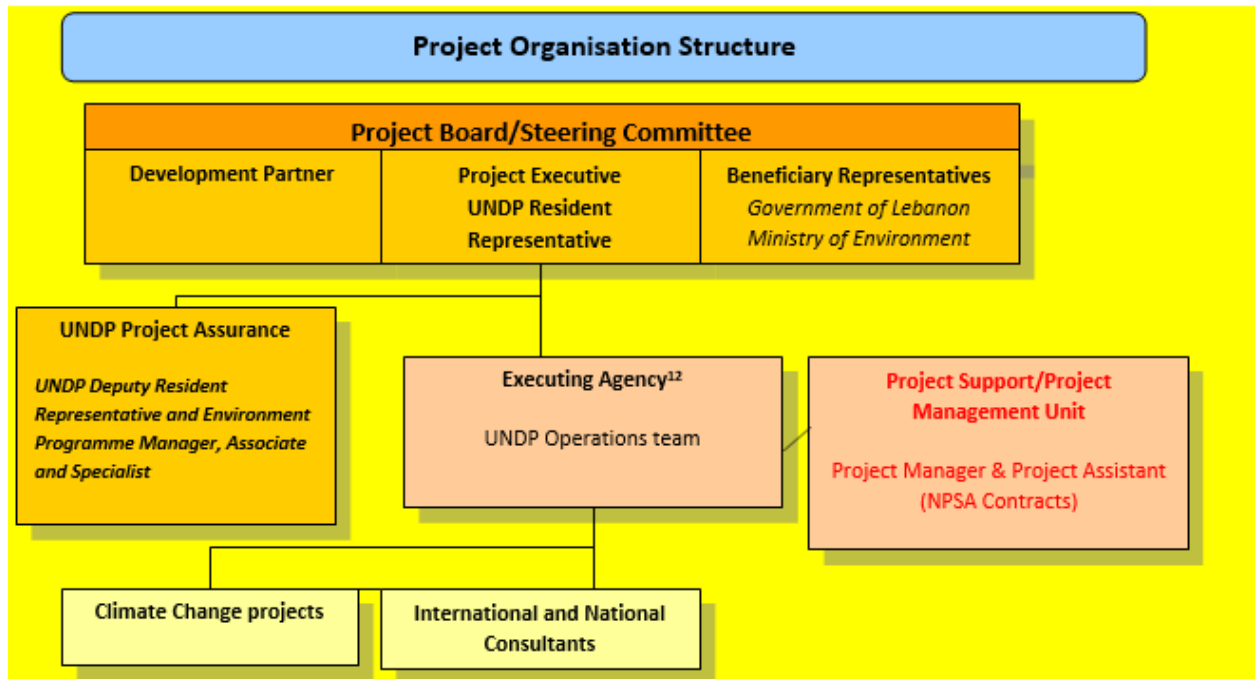 Project Organisation Structure
Project Board/Steering Committee
Development Partner
Project Executive
UNDP Resident
Representative
Beneficiary Representatives
Government of Lebanon
Ministry of Environment
UNDP Project Assurance
UNDP Deputy Resident
Representative and Environment
Programme Manager, Associate
and Specialist
Executing Agency¹²
UNDP Operations team
Project Support/Project
Management Unit
Project Manager & Project Assistant
(NPSA Contracts)
Climate Change projects
International and National
Consultants